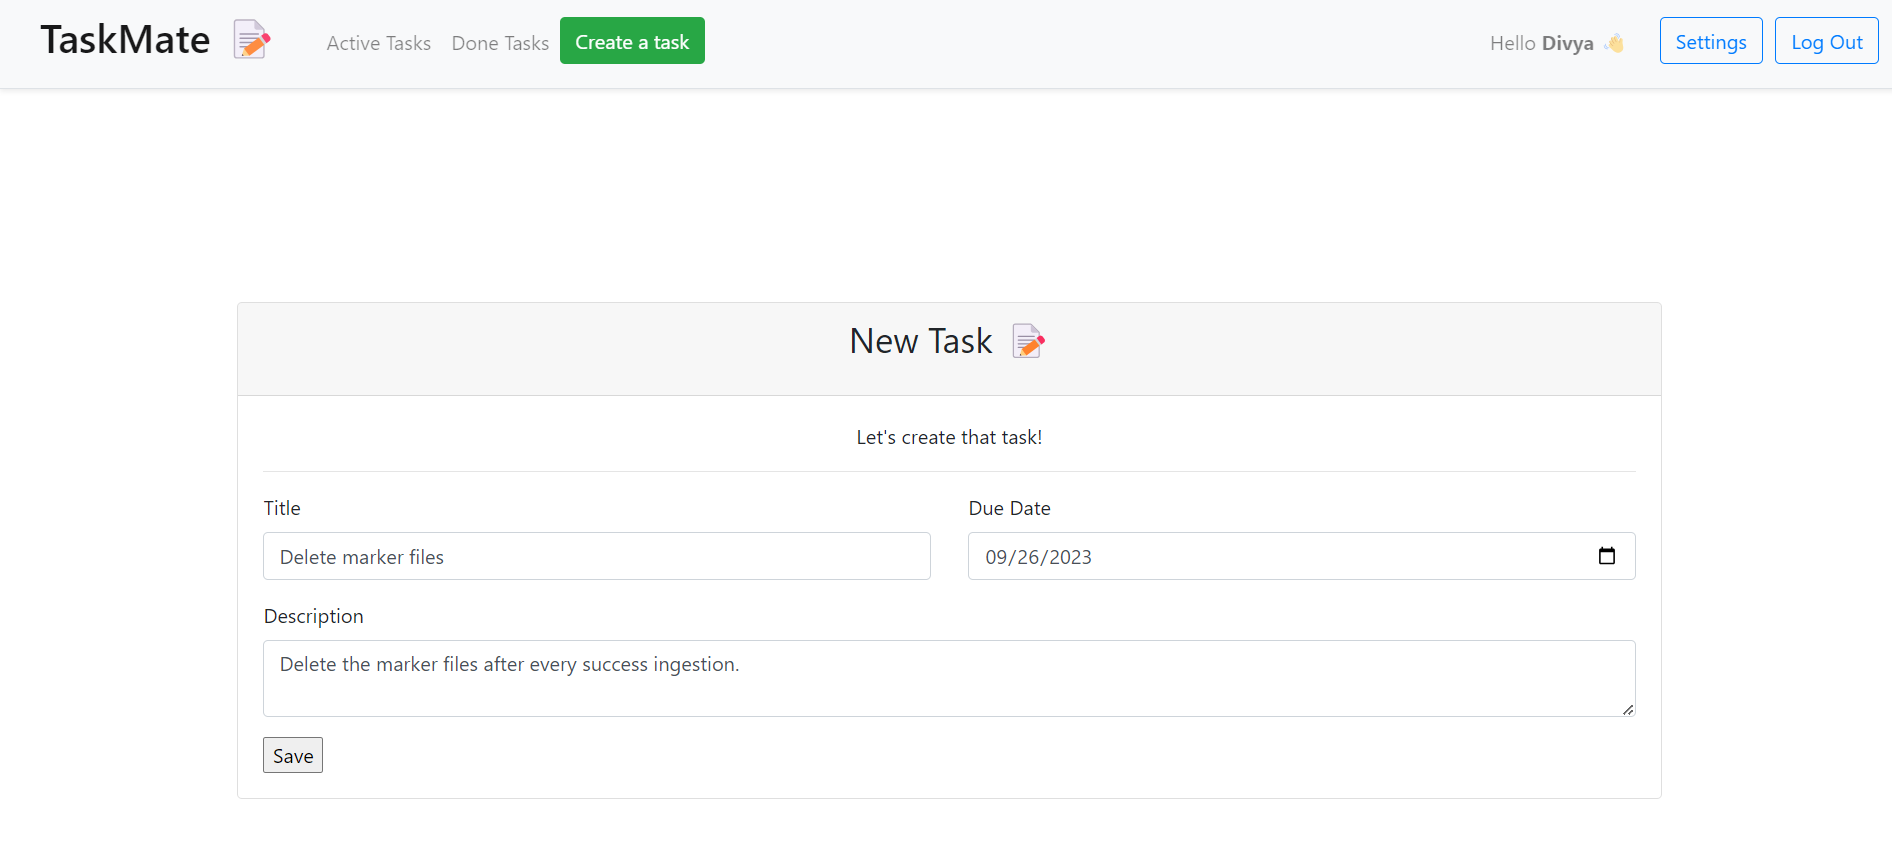 TaskMate
Active Tasks Done Tasks Create a task
Hello Divya 👋 Settings Log Out
New Task
Let's create that task!
Title
Delete marker files
Due Date
09/26/2023
Description
Delete the marker files after every success ingestion.
Save